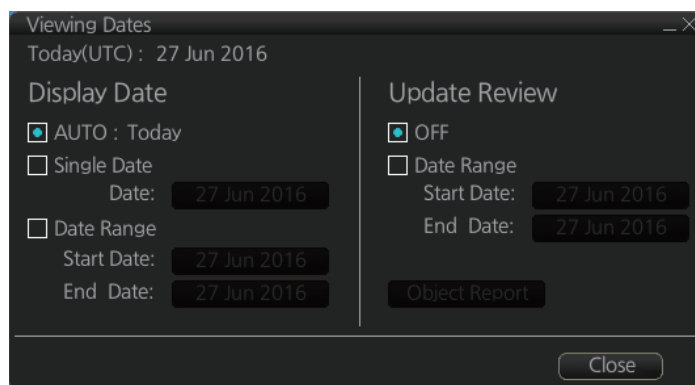 Viewing Dates
Today(UTC) : 27 Jun 2016
Display Date
AUTO : Today
Single Date
Date: 27 Jun 2016
Date Range
Start Date: 27 Jun 2016
End Date: 27 Jun 2016
Update Review
OFF
Date Range
Start Date: 27 Jun 2016
End Date: 27 Jun 2016
Object Report
Close